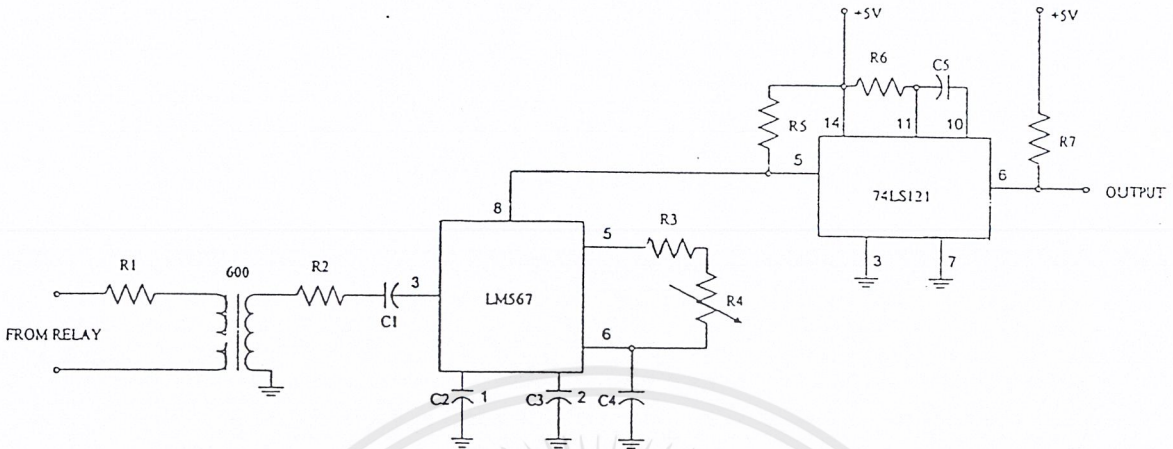 +5V
+5V
R6
C5
R5
14
11
10
R7
5
6
74LS121
OUTPUT
8
3
7
5
R3
R1
600
R2
3
C1
LM567
R4
FROM RELAY
6
C2
1
C3
2
C4